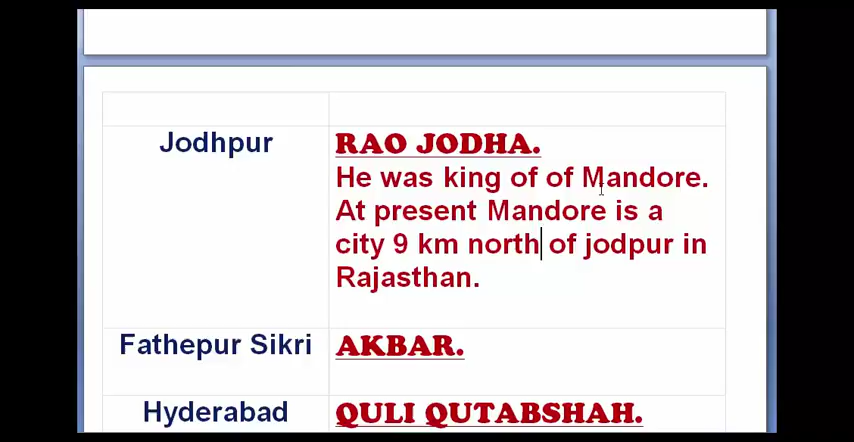 Jodhpur
RAO JODHA.
He was king of of Mandore.
At present Mandore is a
city 9 km north of jodpur in
Rajasthan.
Fathepur Sikri
AKBAR.
Hyderabad
QULI QUTABSHAH.